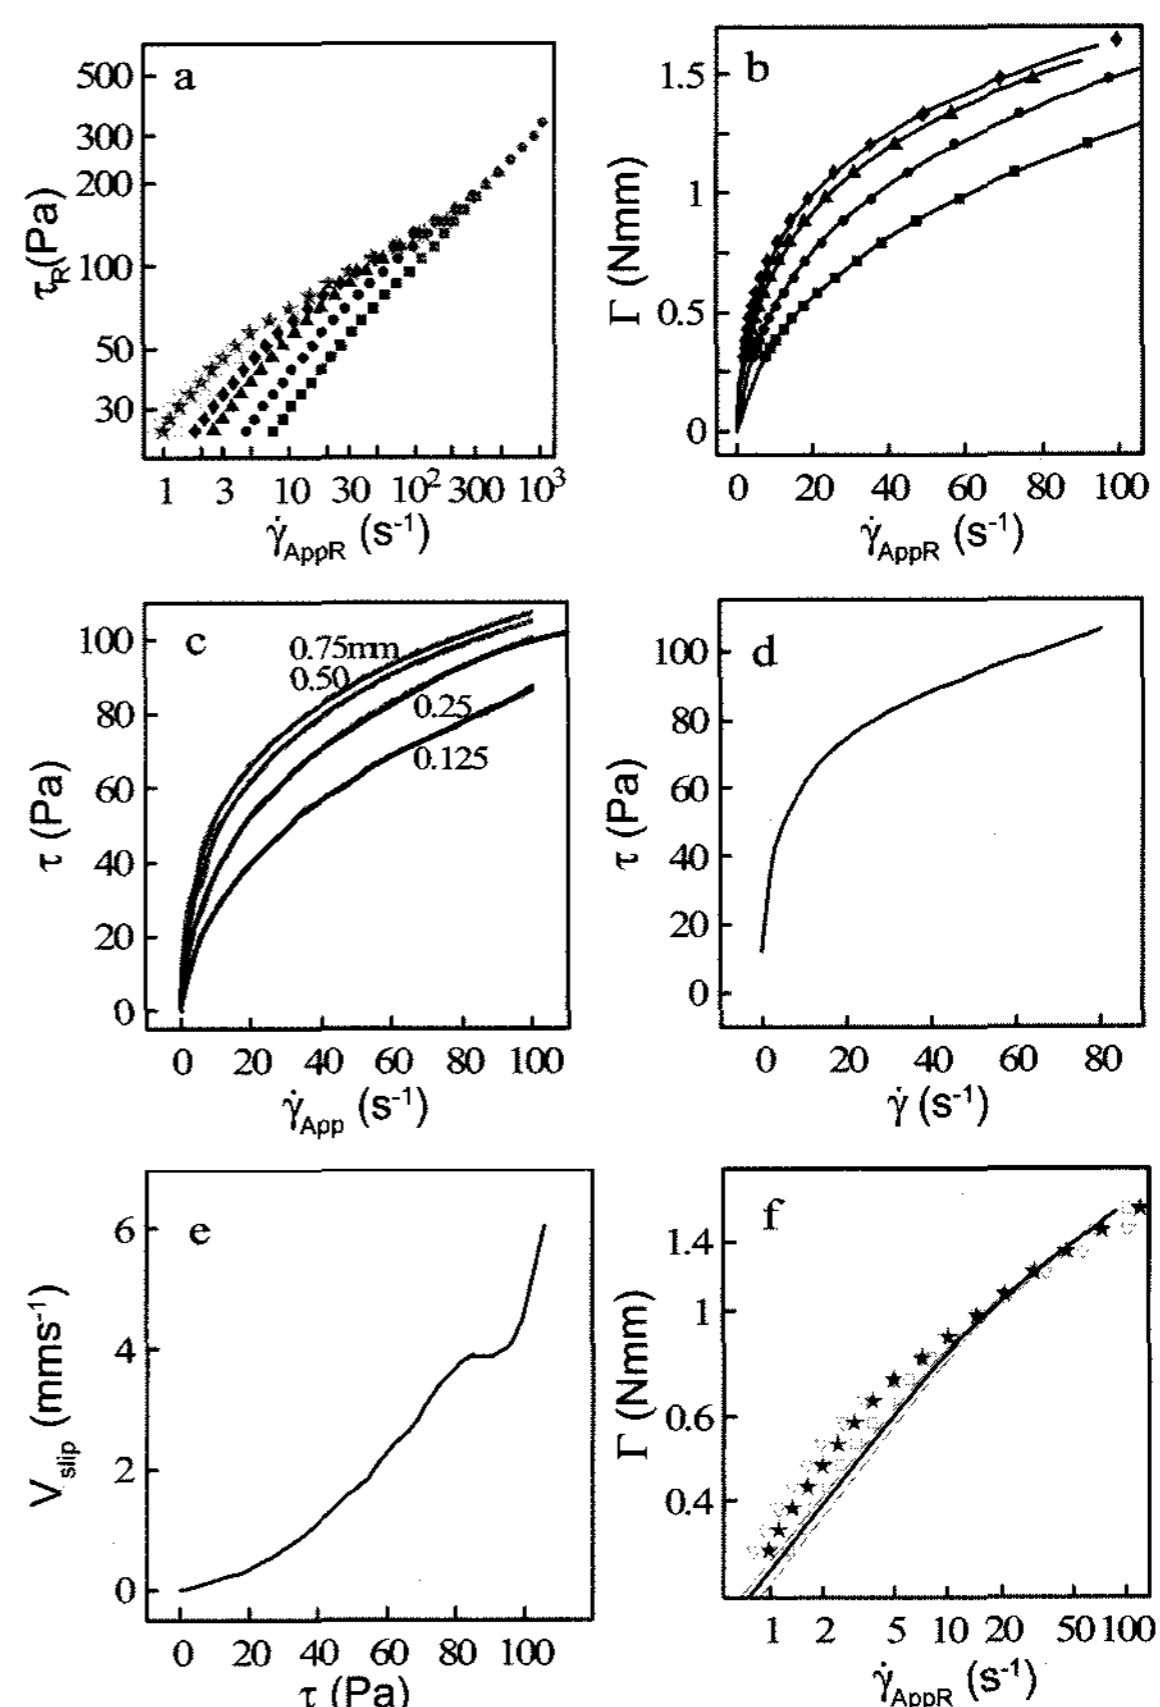 a
500
300
200
100
50
30
τR(Pa)
1 3 10 30 10² 300 10³
γ̇AppR (s⁻¹)
b
1.5
1
0.5
0
Γ (Nmm)
0 20 40 60 80 100
γ̇AppR (s⁻¹)
c
100
80
60
40
20
0
τ (Pa)
0.75mm
0.50
0.25
0.125
0 20 40 60 80 100
γ̇App (s⁻¹)
d
100
80
60
40
20
0
τ (Pa)
0 20 40 60 80
γ̇ (s⁻¹)
e
6
4
2
0
Vslip (mms⁻¹)
0 20 40 60 80 100
τ (Pa)
f
1.4
1
0.6
0.4
Γ (Nmm)
1 2 5 10 20 50 100
γ̇AppR (s⁻¹)